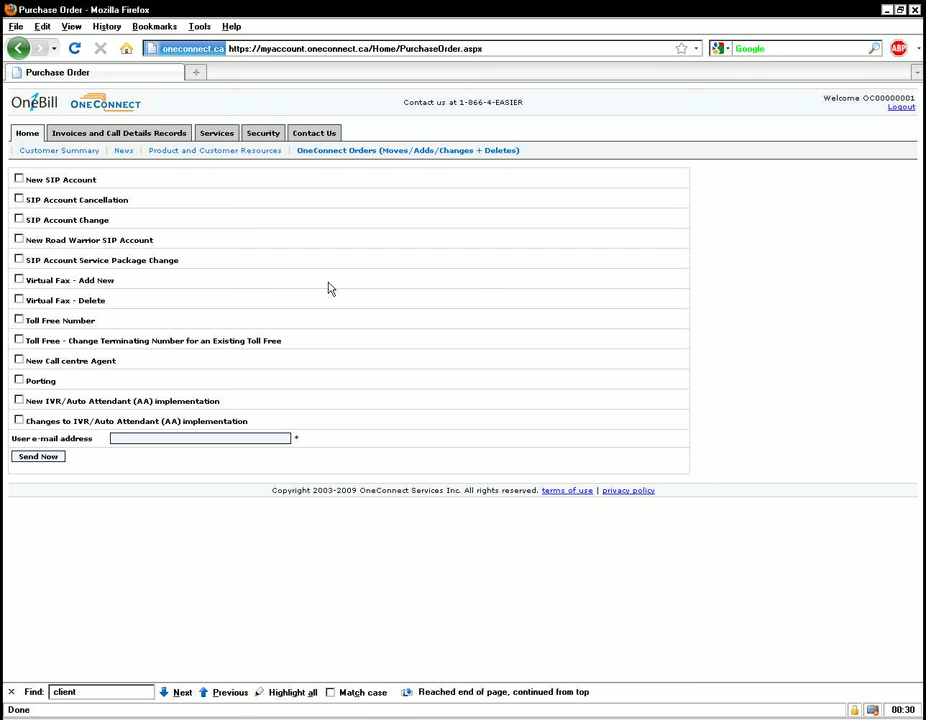 Purchase Order - Mozilla Firefox
File Edit View History Bookmarks Tools Help
oneconnect.ca https://myaccount.oneconnect.ca/Home/PurchaseOrder.aspx Google ABP
Purchase Order
OneBill OneConnect Contact us at 1-866-4-EASIER Welcome OC00000001
Logout
Home Invoices and Call Details Records Services Security Contact Us
Customer Summary News Product and Customer Resources OneConnect Orders (Moves/Adds/Changes + Deletes)
New SIP Account
SIP Account Cancellation
SIP Account Change
New Road Warrior SIP Account
SIP Account Service Package Change
Virtual Fax - Add New
Virtual Fax - Delete
Toll Free Number
Toll Free - Change Terminating Number for an Existing Toll Free
New Call centre Agent
Porting
New IVR/Auto Attendant (AA) implementation
Changes to IVR/Auto Attendant (AA) implementation
User e-mail address *
Send Now
Copyright 2003-2009 OneConnect Services Inc. All rights reserved. terms of use | privacy policy
Find: client Next Previous Highlight all Match case Reached end of page, continued from top
Done 00:30